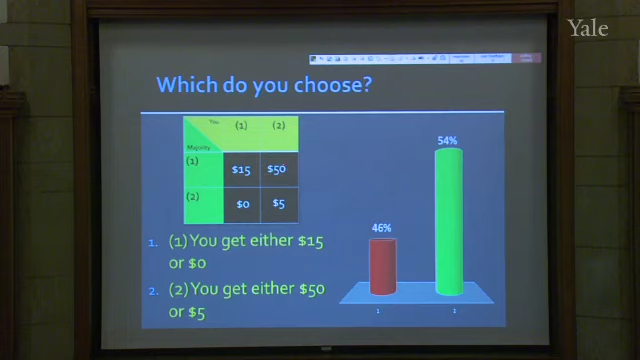 Yale
Which do you choose?
You (1) (2)
Majority
(1) $15 $50
(2) $0 $5
54%
46%
1. (1) You get either $15
or $0
2. (2) You get either $50
or $5
1 2